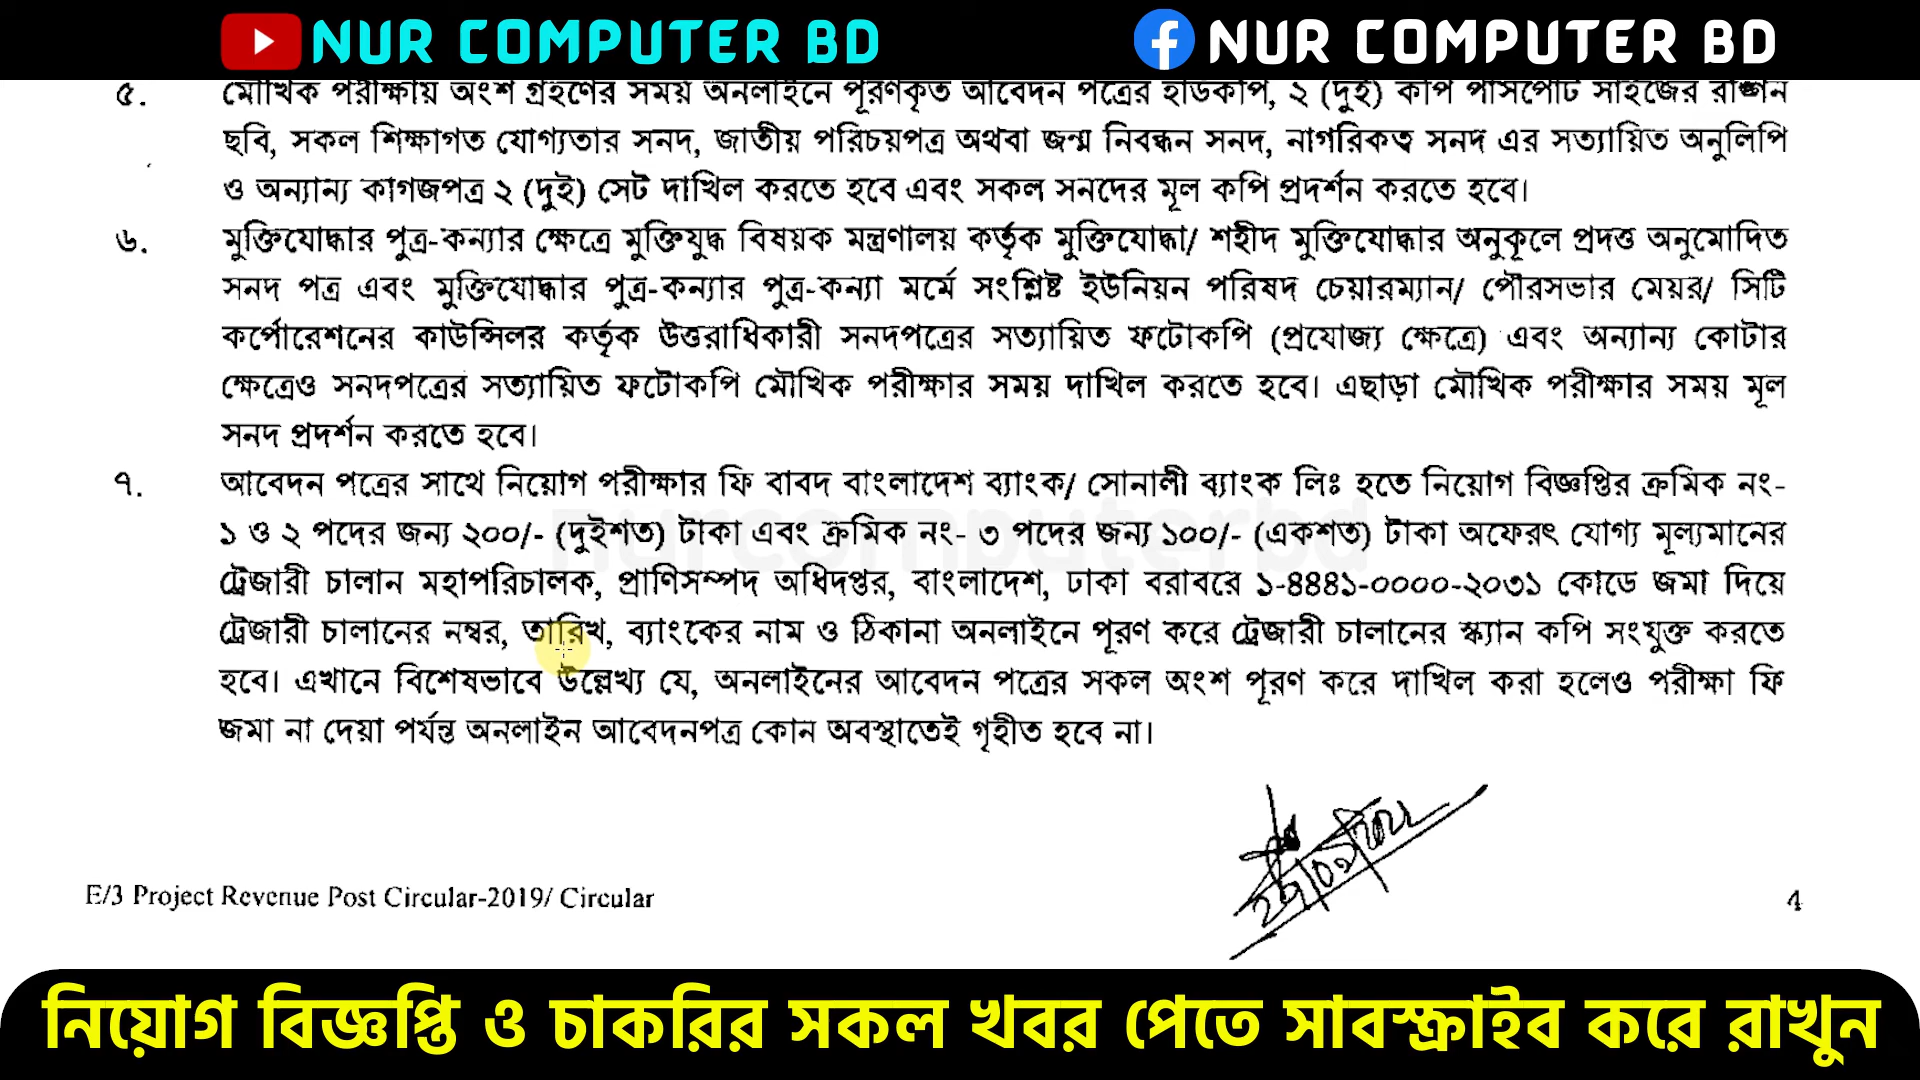 NUR COMPUTER BD NUR COMPUTER BD
৫. মৌখিক পরীক্ষায় অংশ গ্রহণের সময় অনলাইনে পূরণকৃত আবেদন পত্রের হার্ডকপি, ২ (দুই) কপি পাসপোর্ট সাইজের রঙ্গিন
ছবি, সকল শিক্ষাগত যোগ্যতার সনদ, জাতীয় পরিচয়পত্র অথবা জন্ম নিবন্ধন সনদ, নাগরিকত্ব সনদ এর সত্যায়িত অনুলিপি
ও অন্যান্য কাগজপত্র ২ (দুই) সেট দাখিল করতে হবে এবং সকল সনদের মূল কপি প্রদর্শন করতে হবে।
৬. মুক্তিযোদ্ধার পুত্র-কন্যার ক্ষেত্রে মুক্তিযুদ্ধ বিষয়ক মন্ত্রণালয় কর্তৃক মুক্তিযোদ্ধা/ শহীদ মুক্তিযোদ্ধার অনুকূলে প্রদত্ত অনুমোদিত
সনদ পত্র এবং মুক্তিযোদ্ধার পুত্র-কন্যার পুত্র-কন্যা মর্মে সংশ্লিষ্ট ইউনিয়ন পরিষদ চেয়ারম্যান/ পৌরসভার মেয়র/ সিটি
কর্পোরেশনের কাউন্সিলর কর্তৃক উত্তরাধিকারী সনদপত্রের সত্যায়িত ফটোকপি (প্রযোজ্য ক্ষেত্রে) এবং অন্যান্য কোটার
ক্ষেত্রেও সনদপত্রের সত্যায়িত ফটোকপি মৌখিক পরীক্ষার সময় দাখিল করতে হবে। এছাড়া মৌখিক পরীক্ষার সময় মূল
সনদ প্রদর্শন করতে হবে।
৭. আবেদন পত্রের সাথে নিয়োগ পরীক্ষার ফি বাবদ বাংলাদেশ ব্যাংক/ সোনালী ব্যাংক লিঃ হতে নিয়োগ বিজ্ঞপ্তির ক্রমিক নং-
১ ও ২ পদের জন্য ২০০/- (দুইশত) টাকা এবং ক্রমিক নং- ৩ পদের জন্য ১০০/- (একশত) টাকা অফেরৎ যোগ্য মূল্যমানের
nurcomputerbd
ট্রেজারী চালান মহাপরিচালক, প্রাণিসম্পদ অধিদপ্তর, বাংলাদেশ, ঢাকা বরাবরে ১-৪৪৪১-০০০০-২০৩১ কোডে জমা দিয়ে
ট্রেজারী চালানের নম্বর, তারিখ, ব্যাংকের নাম ও ঠিকানা অনলাইনে পূরণ করে ট্রেজারী চালানের স্ক্যান কপি সংযুক্ত করতে
হবে। এখানে বিশেষভাবে উল্লেখ্য যে, অনলাইনের আবেদন পত্রের সকল অংশ পূরণ করে দাখিল করা হলেও পরীক্ষা ফি
জমা না দেয়া পর্যন্ত অনলাইন আবেদনপত্র কোন অবস্থাতেই গৃহীত হবে না।
E/3 Project Revenue Post Circular-2019/ Circular 4
নিয়োগ বিজ্ঞপ্তি ও চাকরির সকল খবর পেতে সাবস্ক্রাইব করে রাখুন